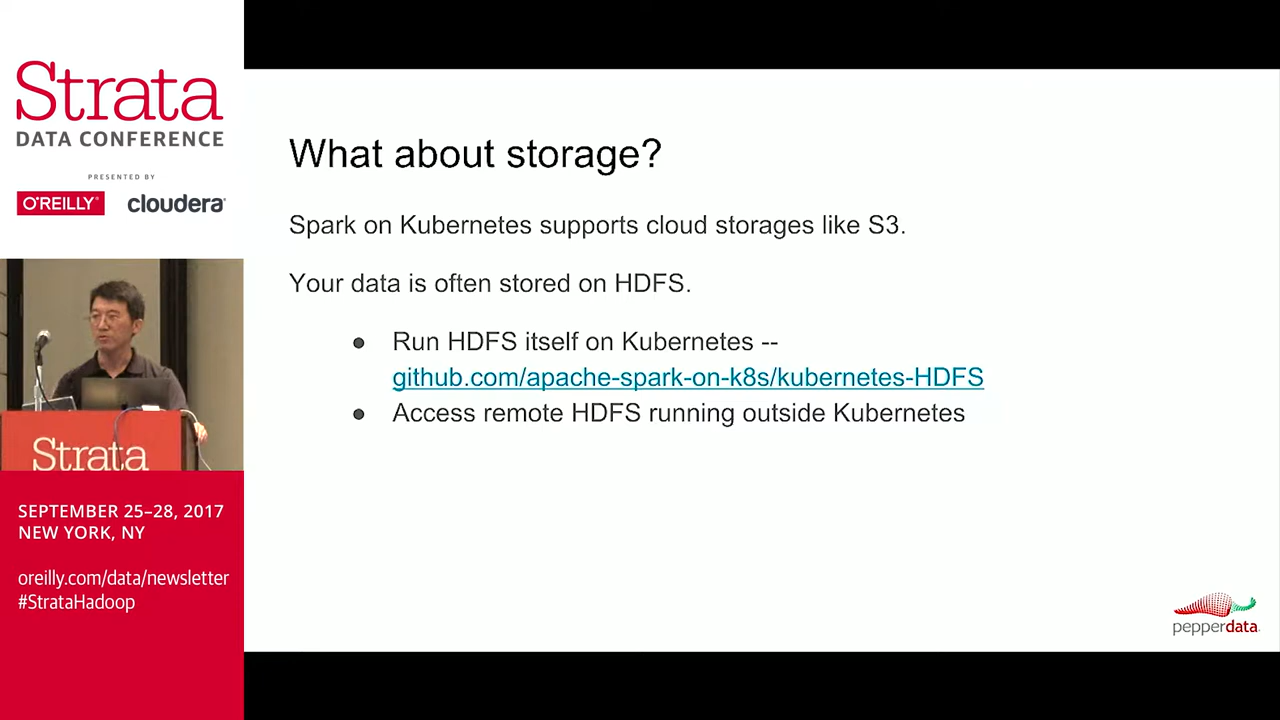 Strata
DATA CONFERENCE
PRESENTED BY
O'REILLY®
cloudera
Strata
SEPTEMBER 25–28, 2017
NEW YORK, NY
oreilly.com/data/newsletter
#StrataHadoop
What about storage?
Spark on Kubernetes supports cloud storages like S3.
Your data is often stored on HDFS.
● Run HDFS itself on Kubernetes --
github.com/apache-spark-on-k8s/kubernetes-HDFS
● Access remote HDFS running outside Kubernetes
pepperdata